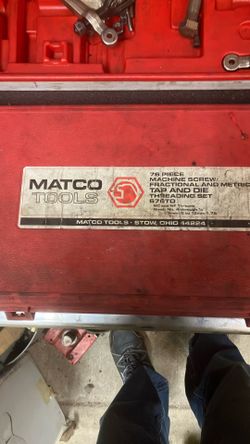 MATCO
TOOLS
76 PIECE
MACHINE SCREW/
FRACTIONAL AND METRIC
TAP AND DIE
THREADING SET
676TD
MATCO TOOLS - STOW, OHIO 44224